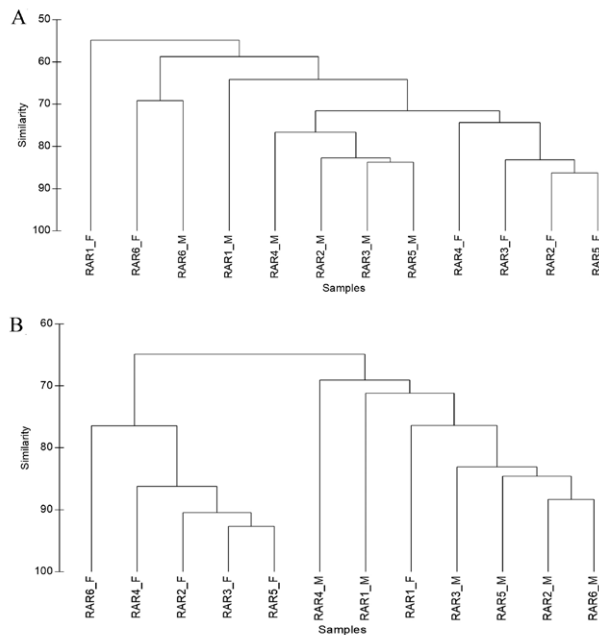 A
50
60
70
80
90
100
Similarity
RAR1_F
RAR6_F
RAR6_M
RAR1_M
RAR4_M
RAR2_M
RAR3_M
RAR5_M
RAR4_F
RAR3_F
RAR2_F
RAR5_F
Samples
B
60
70
80
90
100
Similarity
RAR6_F
RAR4_F
RAR2_F
RAR3_F
RAR5_F
RAR4_M
RAR1_M
RAR1_F
RAR3_M
RAR5_M
RAR2_M
RAR6_M
Samples